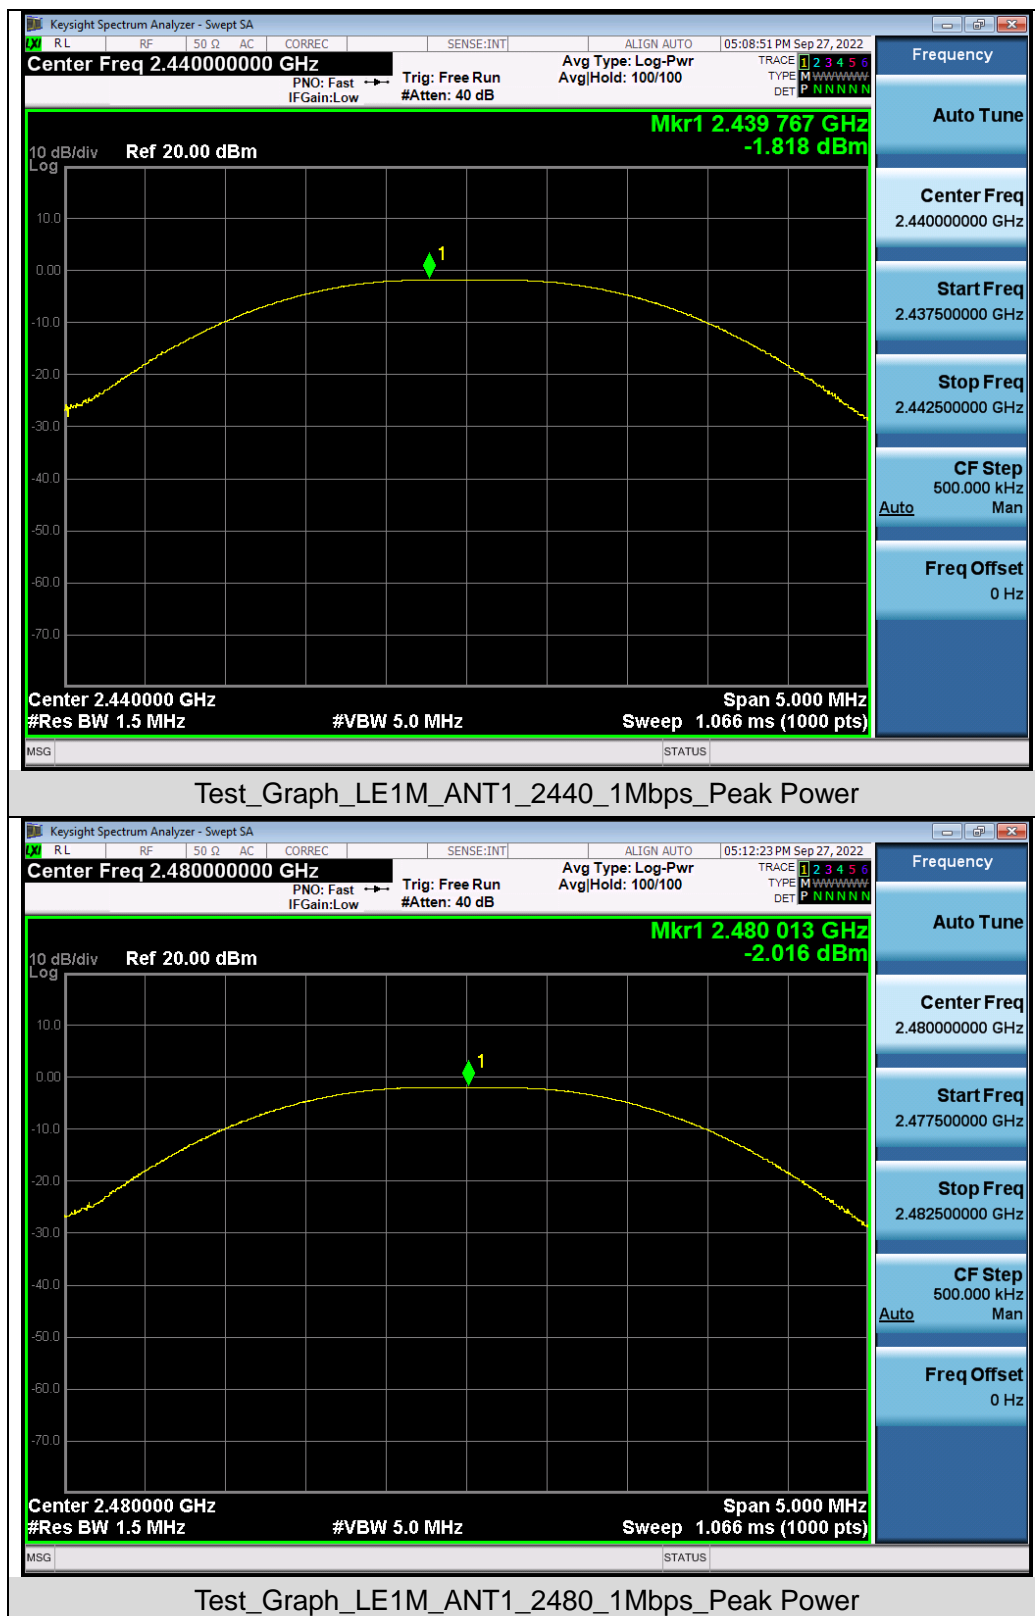 Keysight Spectrum Analyzer - Swept SA
LXI RL RF 50 Ω AC CORREC SENSE:INT ALIGN AUTO 05:08:51 PM Sep 27, 2022
Center Freq 2.440000000 GHz
PNO: Fast
IFGain:Low
Trig: Free Run
#Atten: 40 dB
Avg Type: Log-Pwr
Avg|Hold: 100/100
TRACE 1 2 3 4 5 6
TYPE M WWWWW
DET P N N N N N
Mkr1 2.439 767 GHz
-1.818 dBm
10 dB/div Ref 20.00 dBm
Log
10.0
0.00
-10.0
-20.0
-30.0
-40.0
-50.0
-60.0
-70.0
1
Center 2.440000 GHz Span 5.000 MHz
#Res BW 1.5 MHz #VBW 5.0 MHz Sweep 1.066 ms (1000 pts)
MSG STATUS
Frequency
Auto Tune
Center Freq
2.440000000 GHz
Start Freq
2.437500000 GHz
Stop Freq
2.442500000 GHz
CF Step
500.000 kHz
Auto Man
Freq Offset
0 Hz
Test_Graph_LE1M_ANT1_2440_1Mbps_Peak Power
Keysight Spectrum Analyzer - Swept SA
LXI RL RF 50 Ω AC CORREC SENSE:INT ALIGN AUTO 05:12:23 PM Sep 27, 2022
Center Freq 2.480000000 GHz
PNO: Fast
IFGain:Low
Trig: Free Run
#Atten: 40 dB
Avg Type: Log-Pwr
Avg|Hold: 100/100
TRACE 1 2 3 4 5 6
TYPE M WWWWW
DET P N N N N N
Mkr1 2.480 013 GHz
-2.016 dBm
10 dB/div Ref 20.00 dBm
Log
10.0
0.00
-10.0
-20.0
-30.0
-40.0
-50.0
-60.0
-70.0
1
Center 2.480000 GHz Span 5.000 MHz
#Res BW 1.5 MHz #VBW 5.0 MHz Sweep 1.066 ms (1000 pts)
MSG STATUS
Frequency
Auto Tune
Center Freq
2.480000000 GHz
Start Freq
2.477500000 GHz
Stop Freq
2.482500000 GHz
CF Step
500.000 kHz
Auto Man
Freq Offset
0 Hz
Test_Graph_LE1M_ANT1_2480_1Mbps_Peak Power